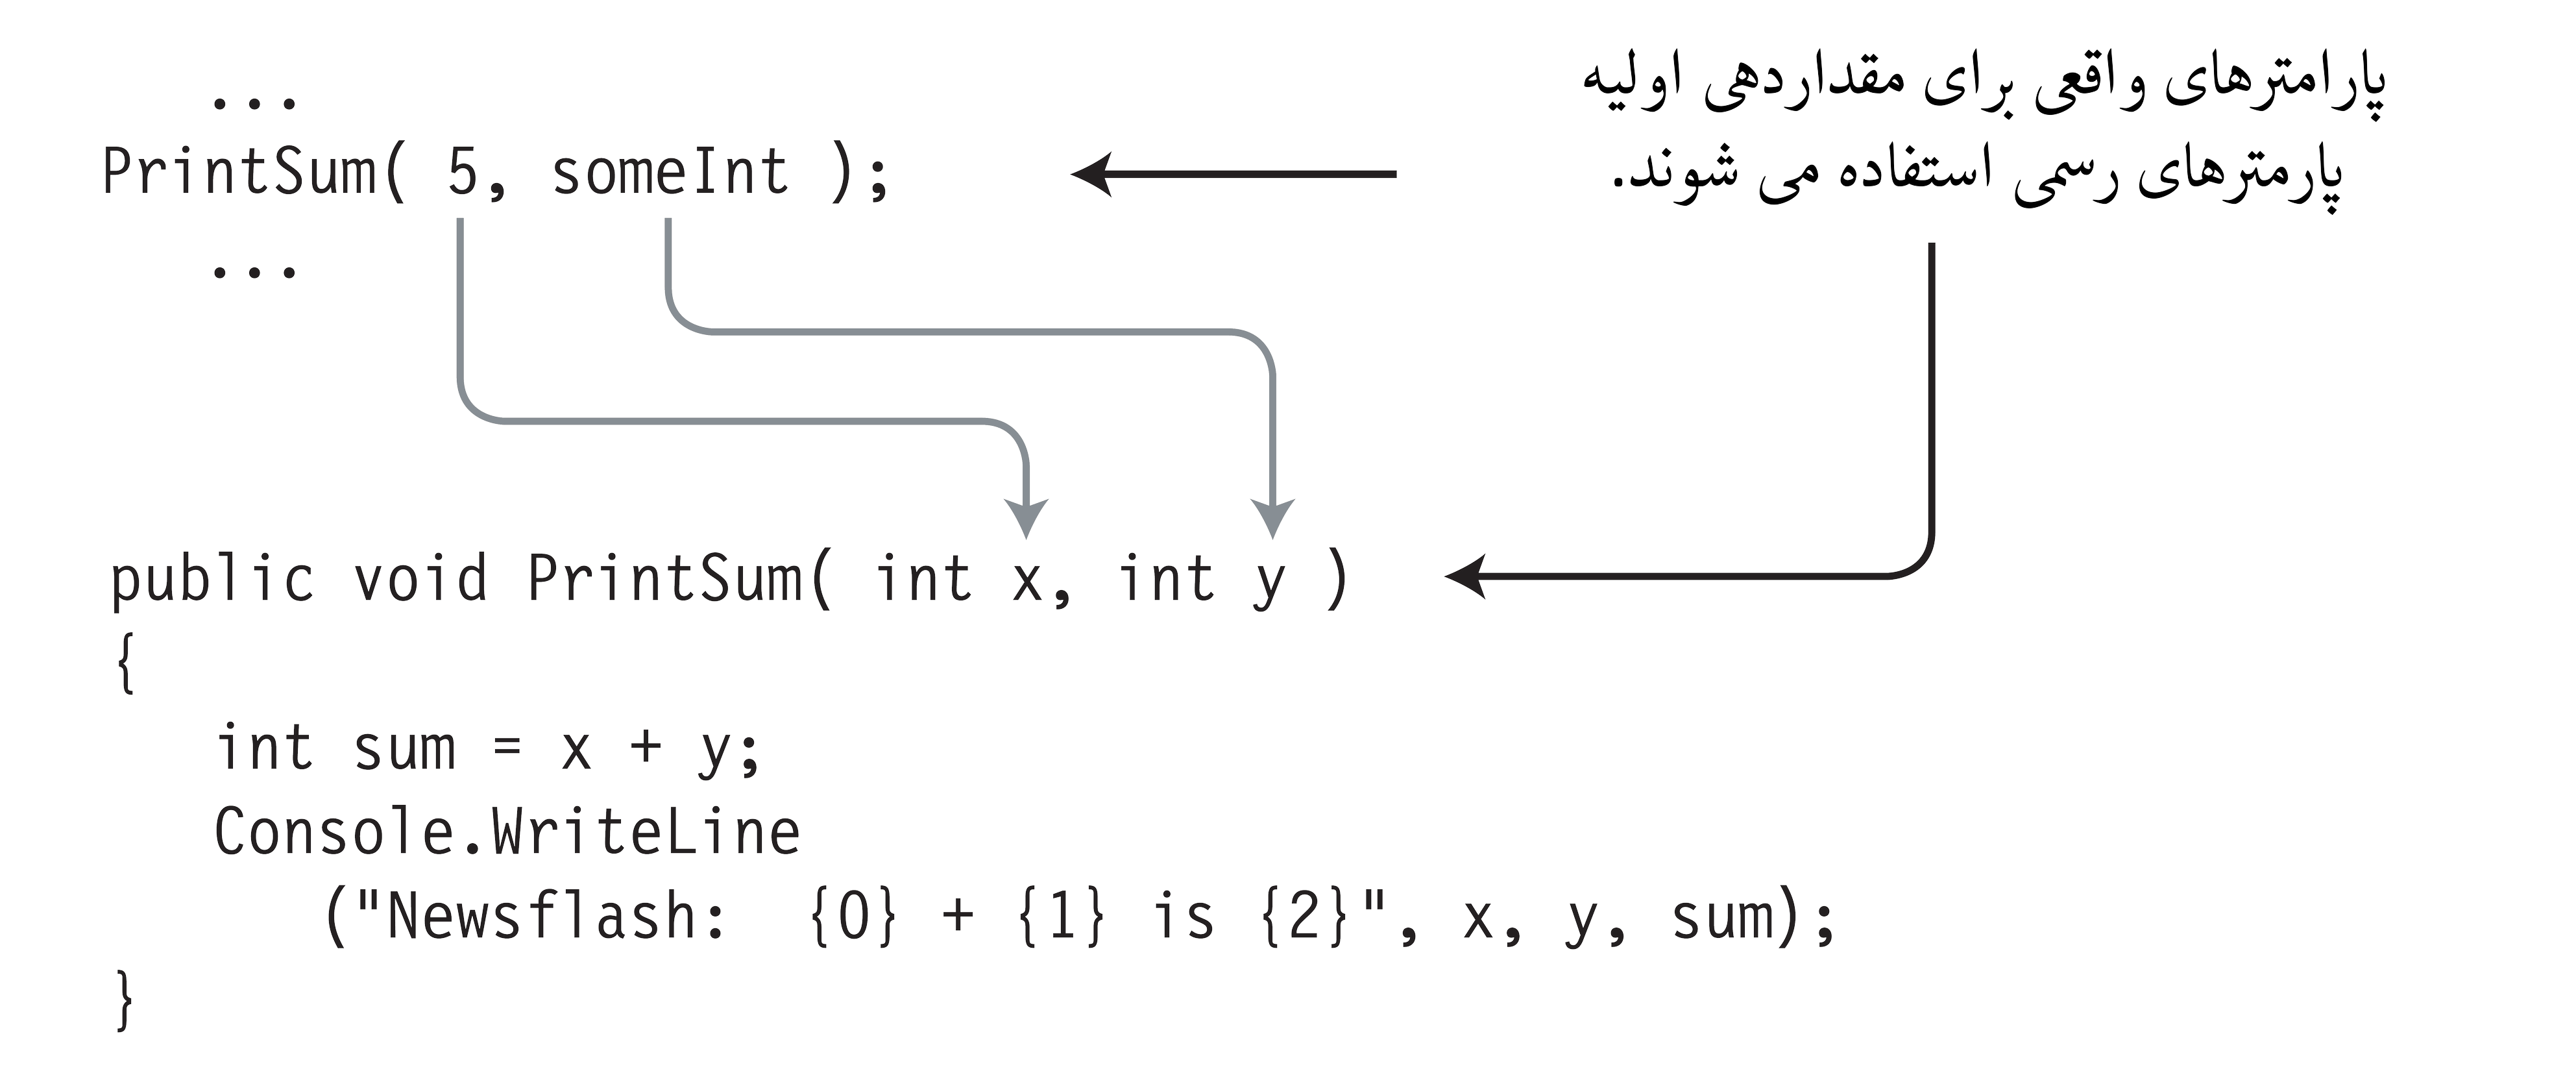 ...
PrintSum( 5, someInt );
...
پارامترهای واقعی برای مقداردهی اولیه
پارمترهای رسمی استفاده می شوند.
public void PrintSum( int x, int y )
{
int sum = x + y;
Console.WriteLine
("Newsflash:  {0} + {1} is {2}", x, y, sum);
}